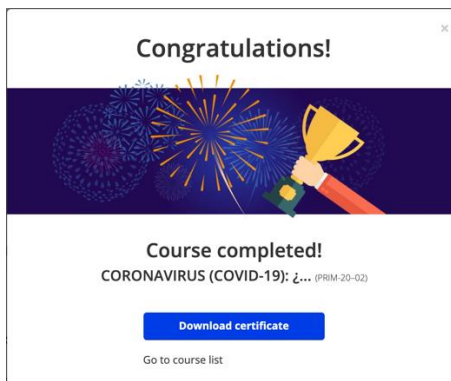 ×
Congratulations!
Course completed!
CORONAVIRUS (COVID-19): ¿... (PRIM-20-02)
Download certificate
Go to course list